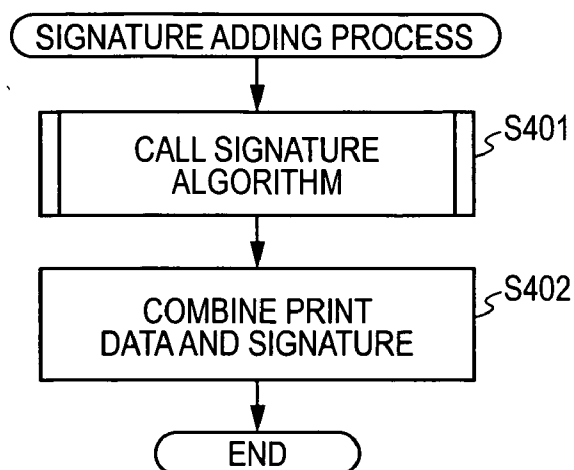 SIGNATURE ADDING PROCESS
CALL SIGNATURE
ALGORITHM
S401
COMBINE PRINT
DATA AND SIGNATURE
S402
END